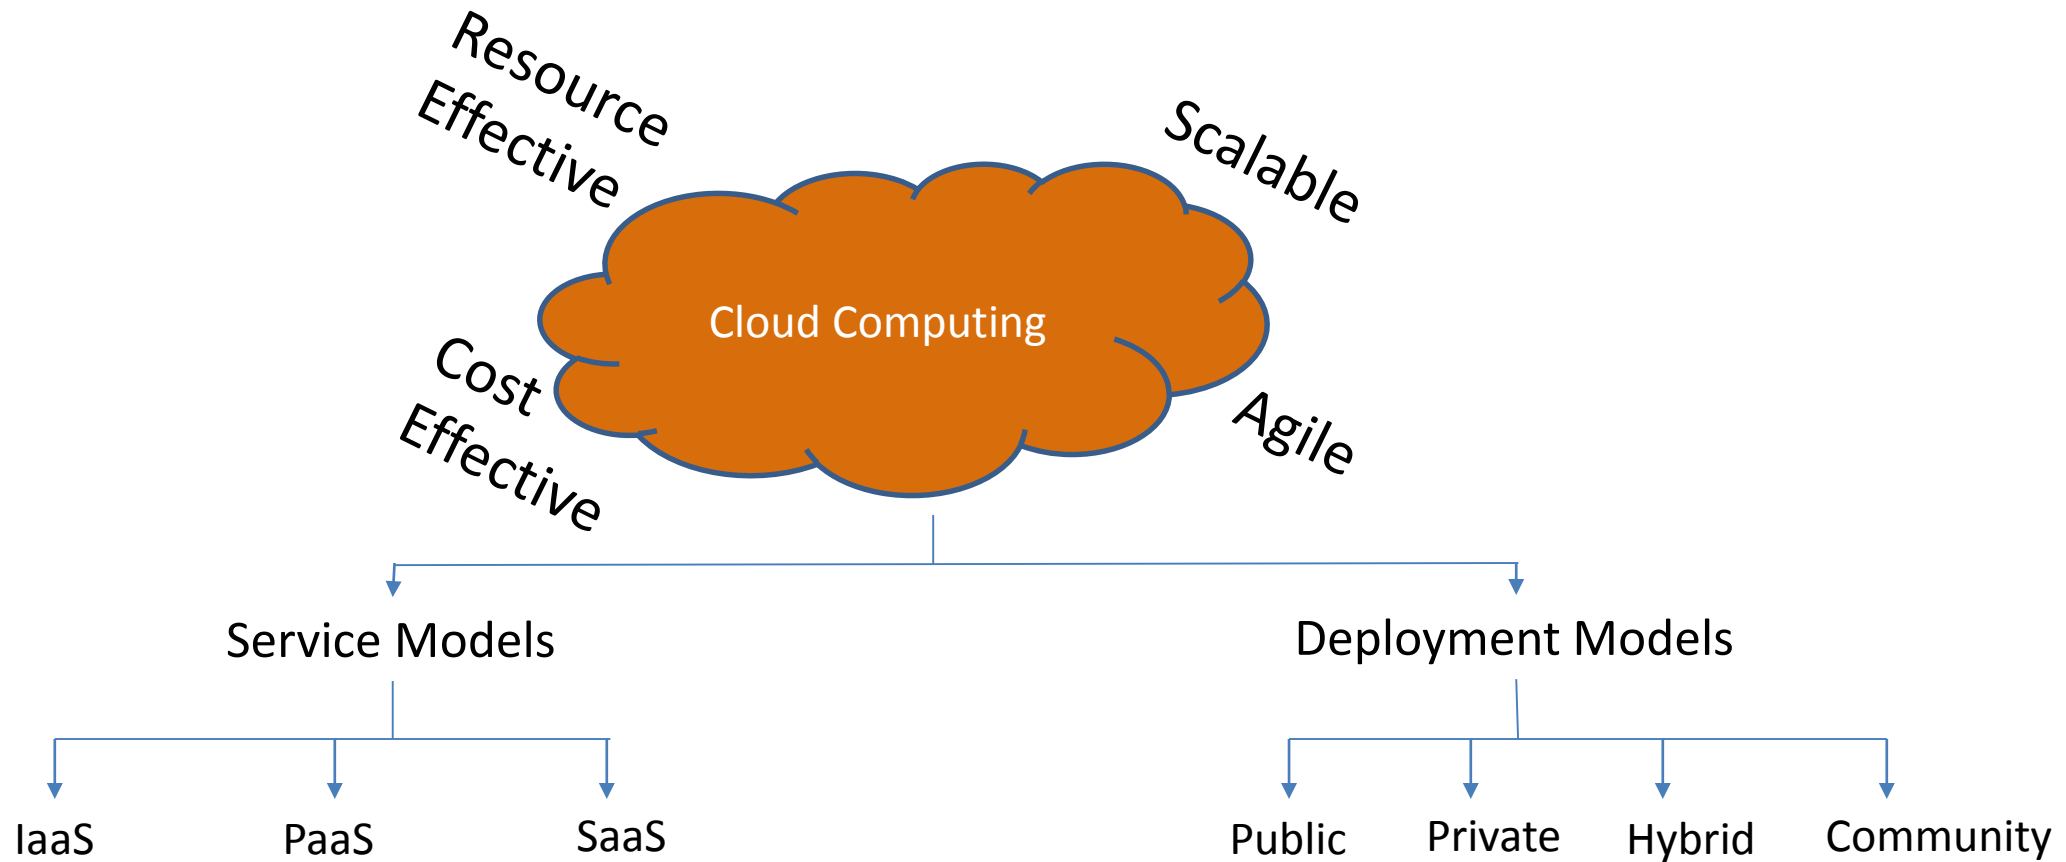 Resource
Effective
Scalable
Cloud Computing
Cost
Effective
Agile
Service Models
Deployment Models
IaaS
PaaS
SaaS
Public
Private
Hybrid
Community